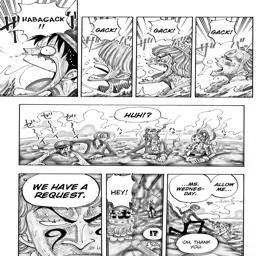 HABAGACK!!
GACK!
GACK!
GACK!
HUH!?
WE HAVE A
REQUEST.
HEY!
!?
...MS.
WEDNES-
DAY.
ALLOW
ME...
OH, THANK
YOU.